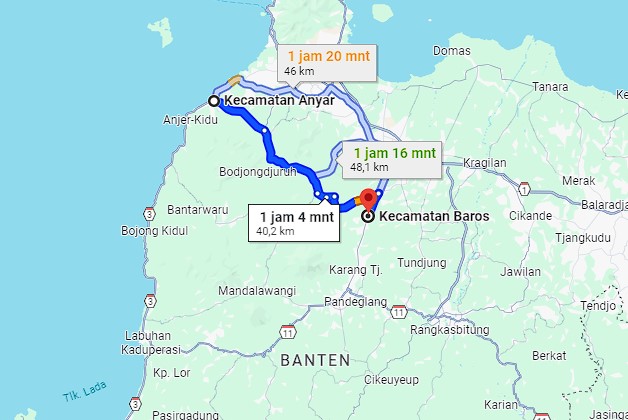 Domas
1 jam 20 mnt
46 km
Tanara
Kecamatan Anyar
Anjer-Kidu
1 jam 16 mnt
48,1 km
Kragilan
Bodjongdjuruh
Merak
1
Balaradja
Bantarwaru
Kecamatan Baros
Cikande
1 jam 4 mnt
40,2 km
3
Bojong Kidul
Tjangkudu
Tundjung
Karang Tj.
Jawilan
Mandalawangi
3
Pandeglang
Tendjo
11
11
Rangkasbitung
Labuhan
Kaduperasi
BANTEN
Berkat
Kp. Lor
Cikeuyeup
Tlk. Lada
3
Karian
Pasirgadung